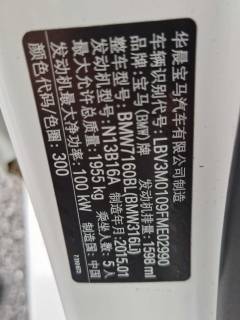 华晨宝马汽车有限公司制造
车辆识别代号:LBV3M0109FME02990
品牌:宝马(BMW)牌 发动机排量:1598 ml
整车型号:BMW7160BL(BMW316Li)
发动机型号:N13B16A 制造年月:2015.01
最大允许总质量:1955 kg 乘坐人数:5人
发动机最大净功率:100 kW 中国制造
颜色代码/色圈:300